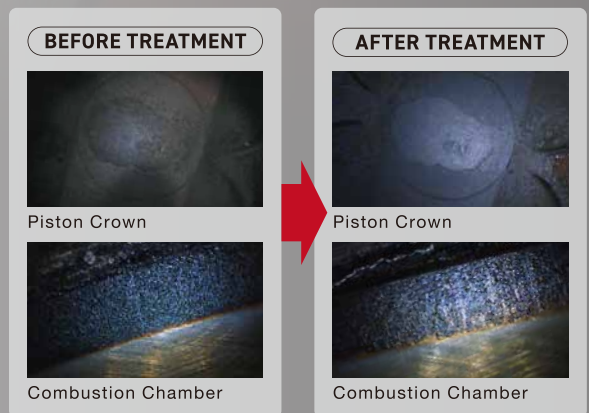 BEFORE TREATMENT
Piston Crown
Combustion Chamber
AFTER TREATMENT
Piston Crown
Combustion Chamber